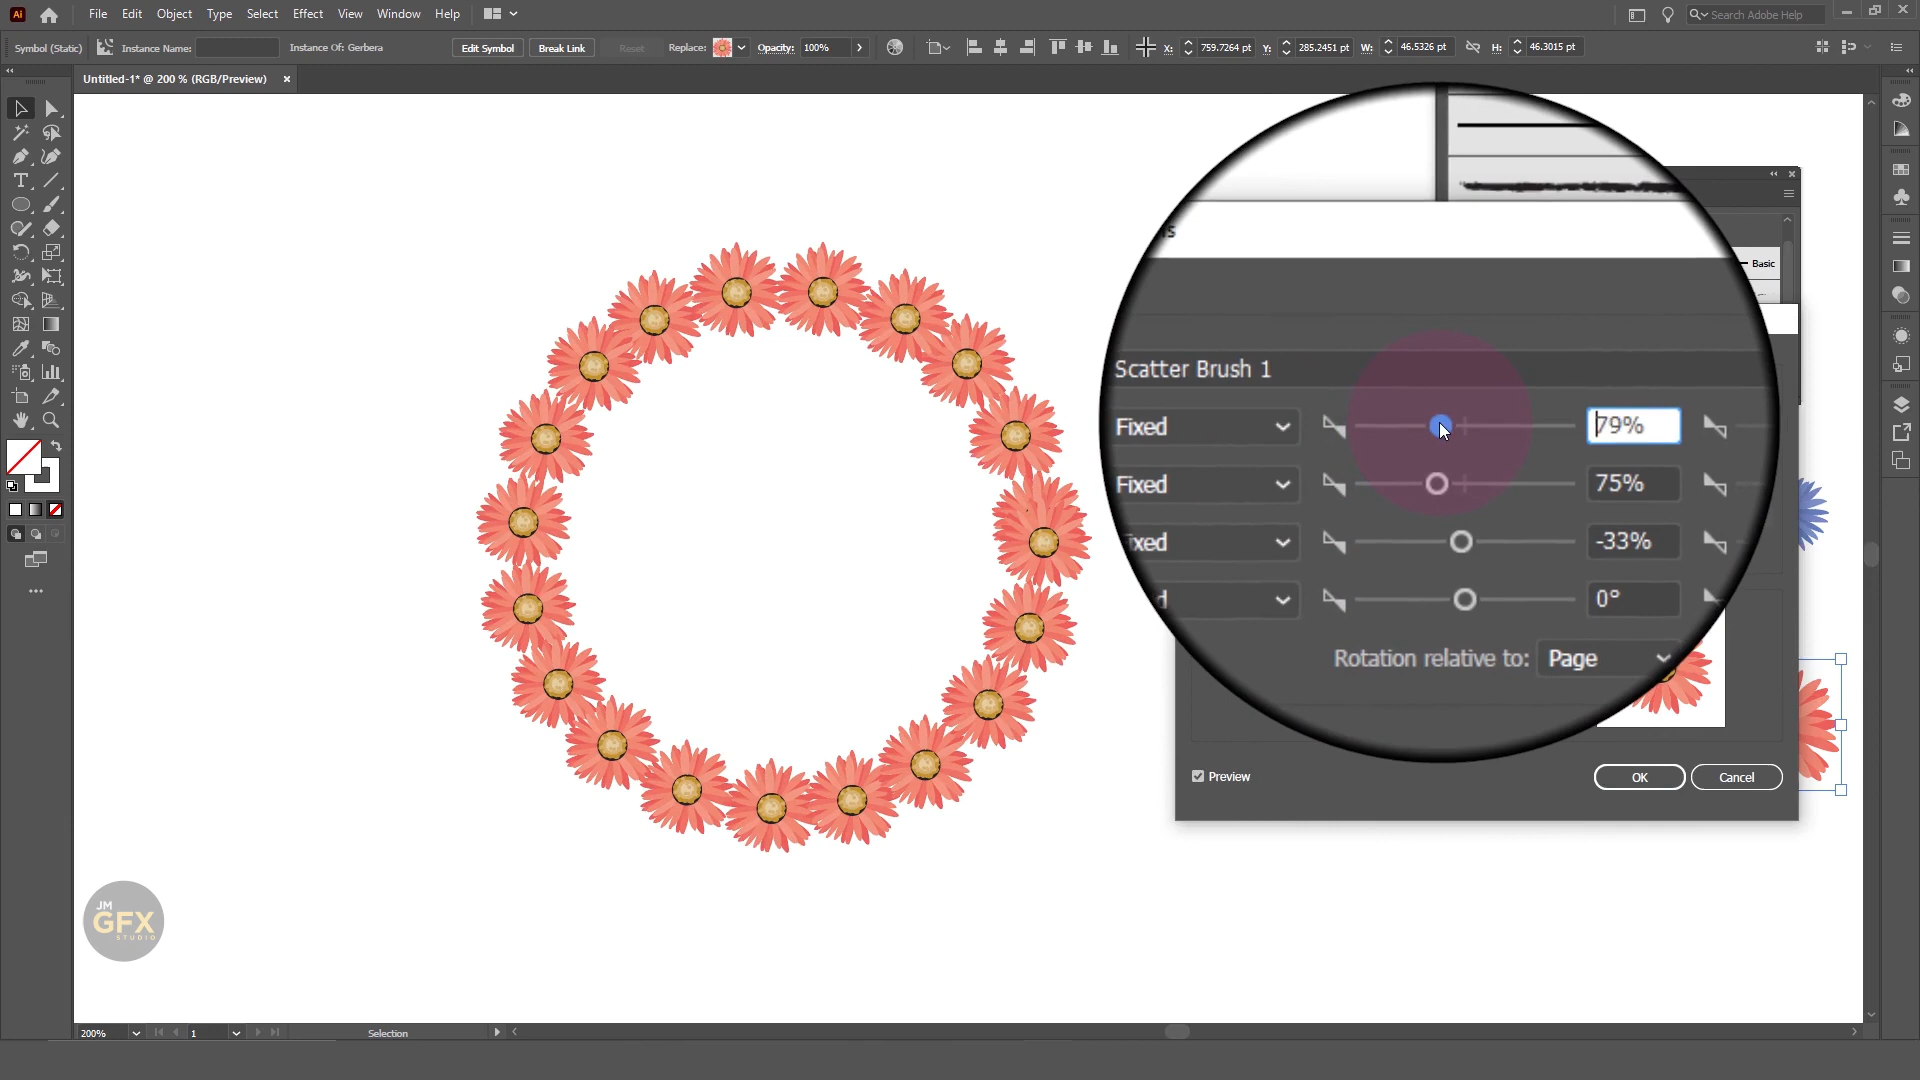 Ai File Edit Object Type Select Effect View Window Help Search Adobe Help
Symbol (Static) Instance Name: Instance Of: Gerbera Edit Symbol Break Link Reset Replace: Opacity: 100% X: 759.7264 pt Y: 285.2451 pt W: 46.5326 pt H: 46.3015 pt
Untitled-1* @ 200 % (RGB/Preview)
Basic
Scatter Brush 1
Fixed 79%
Fixed 75%
Fixed -33%
0°
Rotation relative to: Page
Preview OK Cancel
JM
GFX
STUDIO
200% 1 Selection